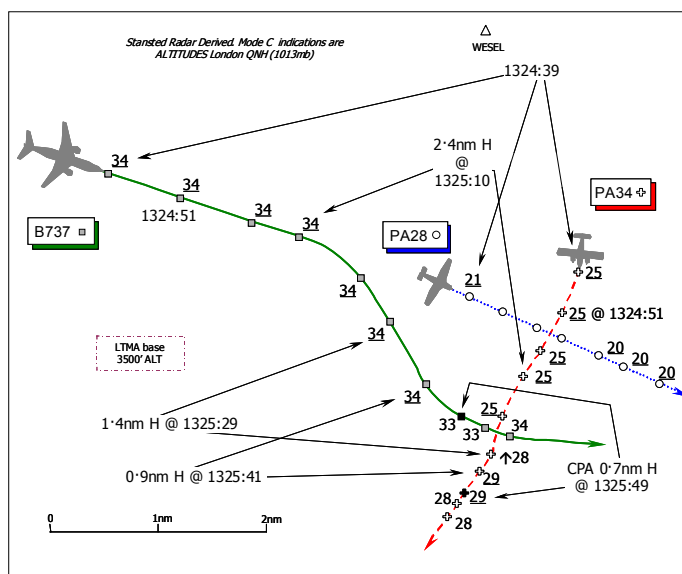 Stansted Radar Derived. Mode C indications are
ALTITUDES London QNH (1013mb)
WESEL
1324:39
34
2·4nm H
@
1325:10
34
1324:51
PA34
B737
34
34
PA28
21
25
34
25 @ 1324:51
34
25
20
20
20
25
LTMA base
3500' ALT
34
25
1·4nm H @ 1325:29
33
33
34
↑28
0·9nm H @ 1325:41
29
CPA 0·7nm H
@ 1325:49
28
29
28
0
1nm
2nm